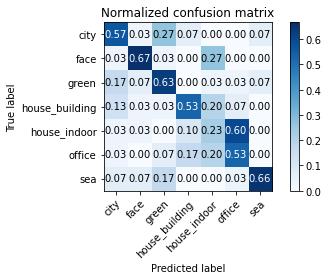 Normalized confusion matrix
True label
city 0.57 0.03 0.27 0.07 0.00 0.00 0.07
face 0.03 0.67 0.03 0.00 0.27 0.00 0.00
green 0.17 0.07 0.63 0.00 0.03 0.03 0.07
house_building 0.13 0.03 0.03 0.53 0.20 0.07 0.00
house_indoor 0.03 0.03 0.00 0.10 0.23 0.60 0.00
office 0.03 0.00 0.07 0.17 0.20 0.53 0.00
sea 0.07 0.07 0.17 0.00 0.00 0.03 0.66
city face green house_building house_indoor office sea
Predicted label
0.6
0.5
0.4
0.3
0.2
0.1
0.0